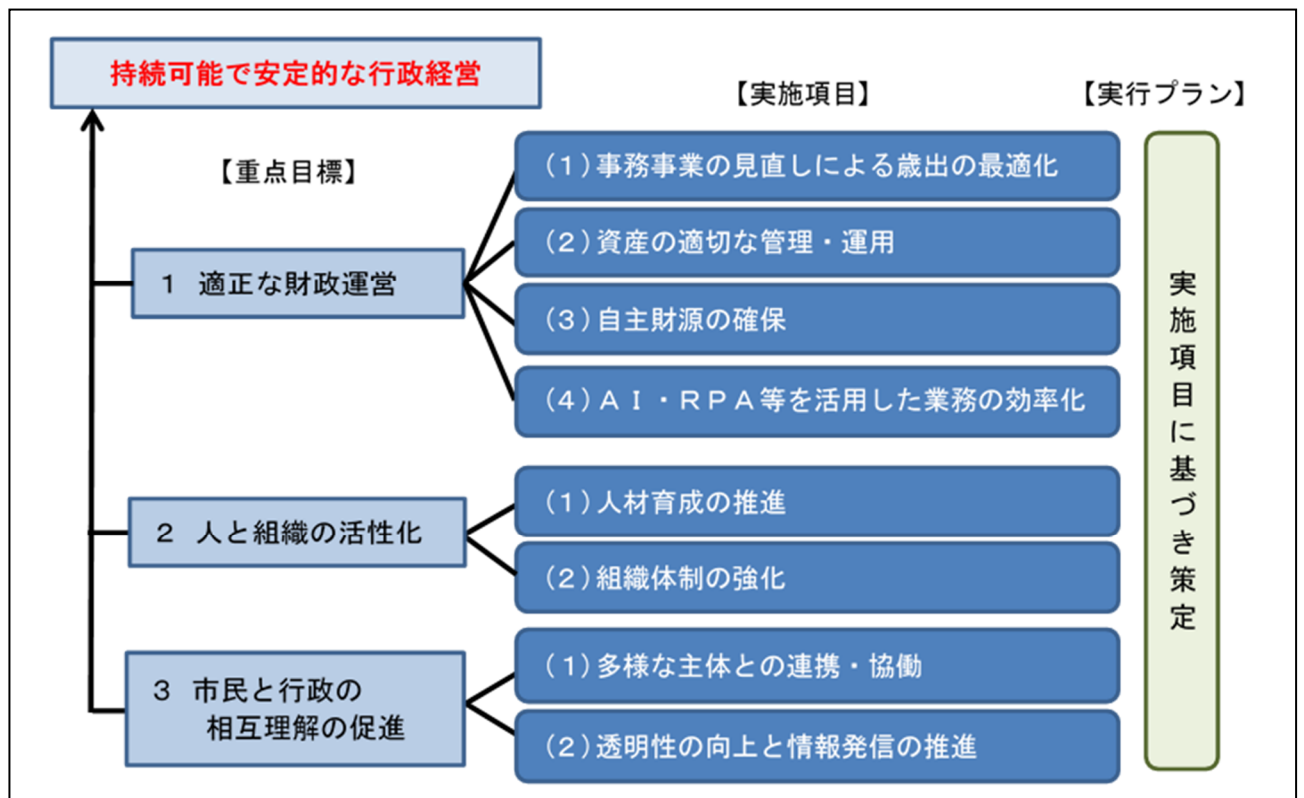 持続可能で安定的な行政経営
【実施項目】
【実行プラン】
【重点目標】
1 適正な財政運営
(1)事務事業の見直しによる歳出の最適化
(2)資産の適切な管理・運用
(3)自主財源の確保
(4)AI・RPA等を活用した業務の効率化
2 人と組織の活性化
(1)人材育成の推進
(2)組織体制の強化
3 市民と行政の
相互理解の促進
(1)多様な主体との連携・協働
(2)透明性の向上と情報発信の推進
実施項目に基づき策定